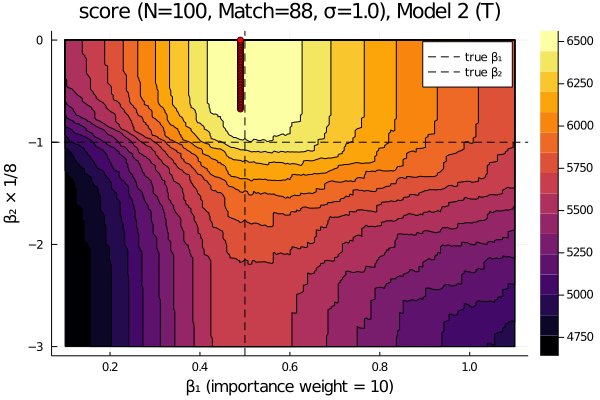 score (N=100, Match=88, σ=1.0), Model 2 (T)
true β₁
true β₂
0
−1
−2
−3
β₂ × 1/8
0.2 0.4 0.6 0.8 1.0
β₁ (importance weight = 10)
6500
6250
6000
5750
5500
5250
5000
4750